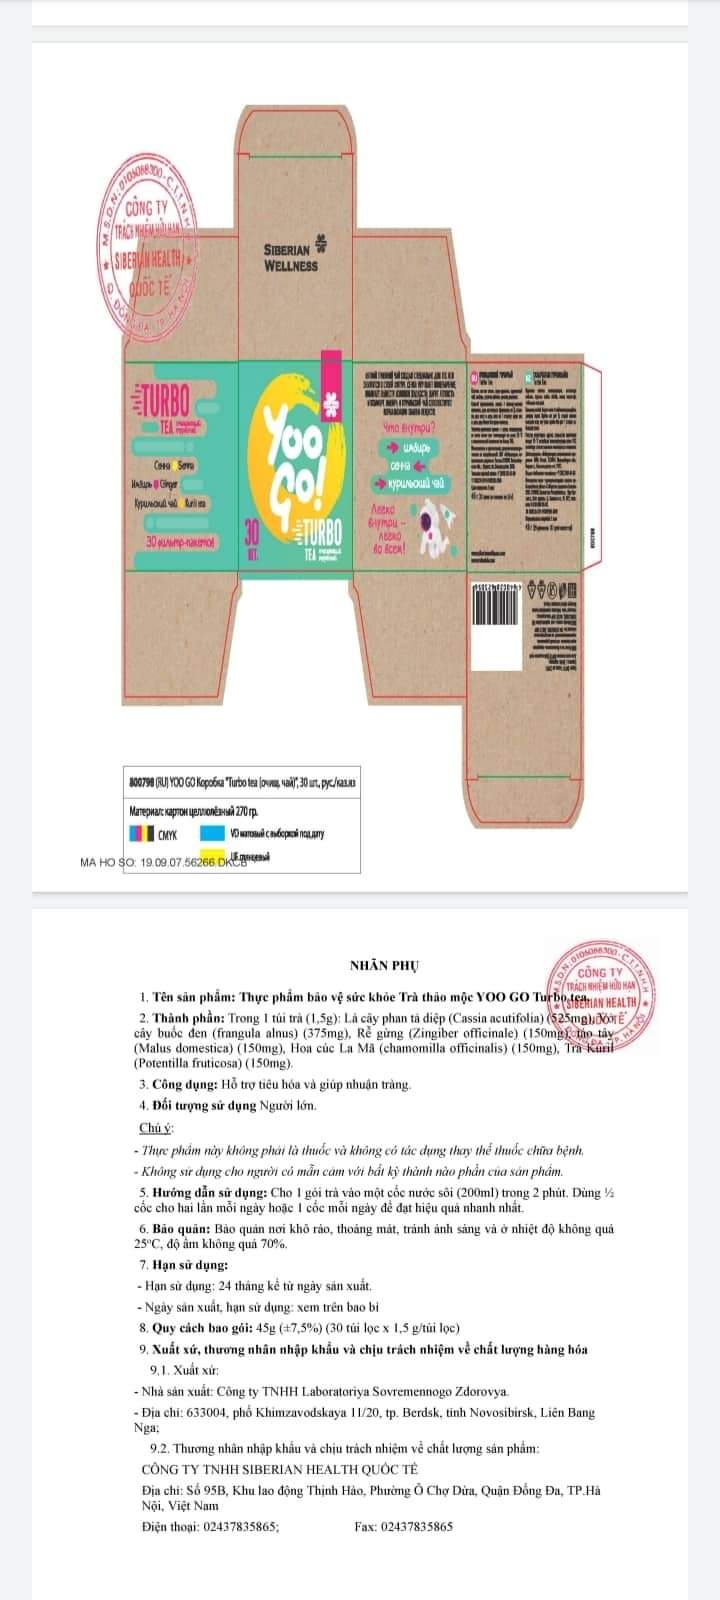 M.S.D.N:0105088300-C.T.T.N.H.H
CÔNG TY
TRÁCH NHIỆM HỮU HẠN
SIBERIAN HEALTH
QUỐC TẾ
Q. ĐỐNG ĐA - TP. HÀ NỘI
SIBERIAN
WELLNESS
TURBO
TEA очищающий
травяной
Сенна Senna
Имбирь Ginger
Курильский чай Kuril tea
30 фильтр-пакетов
YOO
GO!
30
ШТ.
TURBO
TEA очищающий
травяной
Что внутри?
имбирь
сенна
курильский чай
Легко
внутри –
легко
во всем!
800798 (RU) YOO GO Коробка "Turbo tea (очищ. чай)", 30 шт., рус./каз.из
Материал: картон целлюлёзный 270 гр.
CMYK
VD матовый с выборкой под дату
UF глянцевый
MA HO SO: 19.09.07.56266 DKCB
NHÃN PHỤ
M.S.D.N:0105088300-C.T.T.N.H.H
CÔNG TY
TRÁCH NHIỆM HỮU HẠN
SIBERIAN HEALTH
QUỐC TẾ
1. Tên sản phẩm: Thực phẩm bảo vệ sức khỏe Trà thảo mộc YOO GO Turbo tea.
2. Thành phần: Trong 1 túi trà (1,5g): Lá cây phan tả diệp (Cassia acutifolia) (525mg), Vỏ
cây buốc đen (frangula alnus) (375mg), Rễ gừng (Zingiber officinale) (150mg), táo tây
(Malus domestica) (150mg), Hoa cúc La Mã (chamomilla officinalis) (150mg), Trà Kuril
(Potentilla fruticosa) (150mg).
3. Công dụng: Hỗ trợ tiêu hóa và giúp nhuận tràng.
4. Đối tượng sử dụng Người lớn.
Chú ý:
- Thực phẩm này không phải là thuốc và không có tác dụng thay thế thuốc chữa bệnh.
- Không sử dụng cho người có mẫn cảm với bất kỳ thành nào phần của sản phẩm.
5. Hướng dẫn sử dụng: Cho 1 gói trà vào một cốc nước sôi (200ml) trong 2 phút. Dùng ½
cốc cho hai lần mỗi ngày hoặc 1 cốc mỗi ngày để đạt hiệu quả nhanh nhất.
6. Bảo quản: Bảo quản nơi khô ráo, thoáng mát, tránh ánh sáng và ở nhiệt độ không quá
25°C, độ ẩm không quá 70%.
7. Hạn sử dụng:
- Hạn sử dụng: 24 tháng kể từ ngày sản xuất.
- Ngày sản xuất, hạn sử dụng: xem trên bao bì
8. Quy cách bao gói: 45g (±7,5%) (30 túi lọc x 1,5 g/túi lọc)
9. Xuất xứ, thương nhân nhập khẩu và chịu trách nhiệm về chất lượng hàng hóa
9.1. Xuất xứ:
- Nhà sản xuất: Công ty TNHH Laboratoriya Sovremennogo Zdorovya.
- Địa chỉ: 633004, phố Khimzavodskaya 11/20, tp. Berdsk, tỉnh Novosibirsk, Liên Bang
Nga;
9.2. Thương nhân nhập khẩu và chịu trách nhiệm về chất lượng sản phẩm:
CÔNG TY TNHH SIBERIAN HEALTH QUỐC TẾ
Địa chỉ: Số 95B, Khu lao động Thịnh Hào, Phường Ô Chợ Dừa, Quận Đống Đa, TP.Hà
Nội, Việt Nam
Điện thoại: 02437835865; Fax: 02437835865